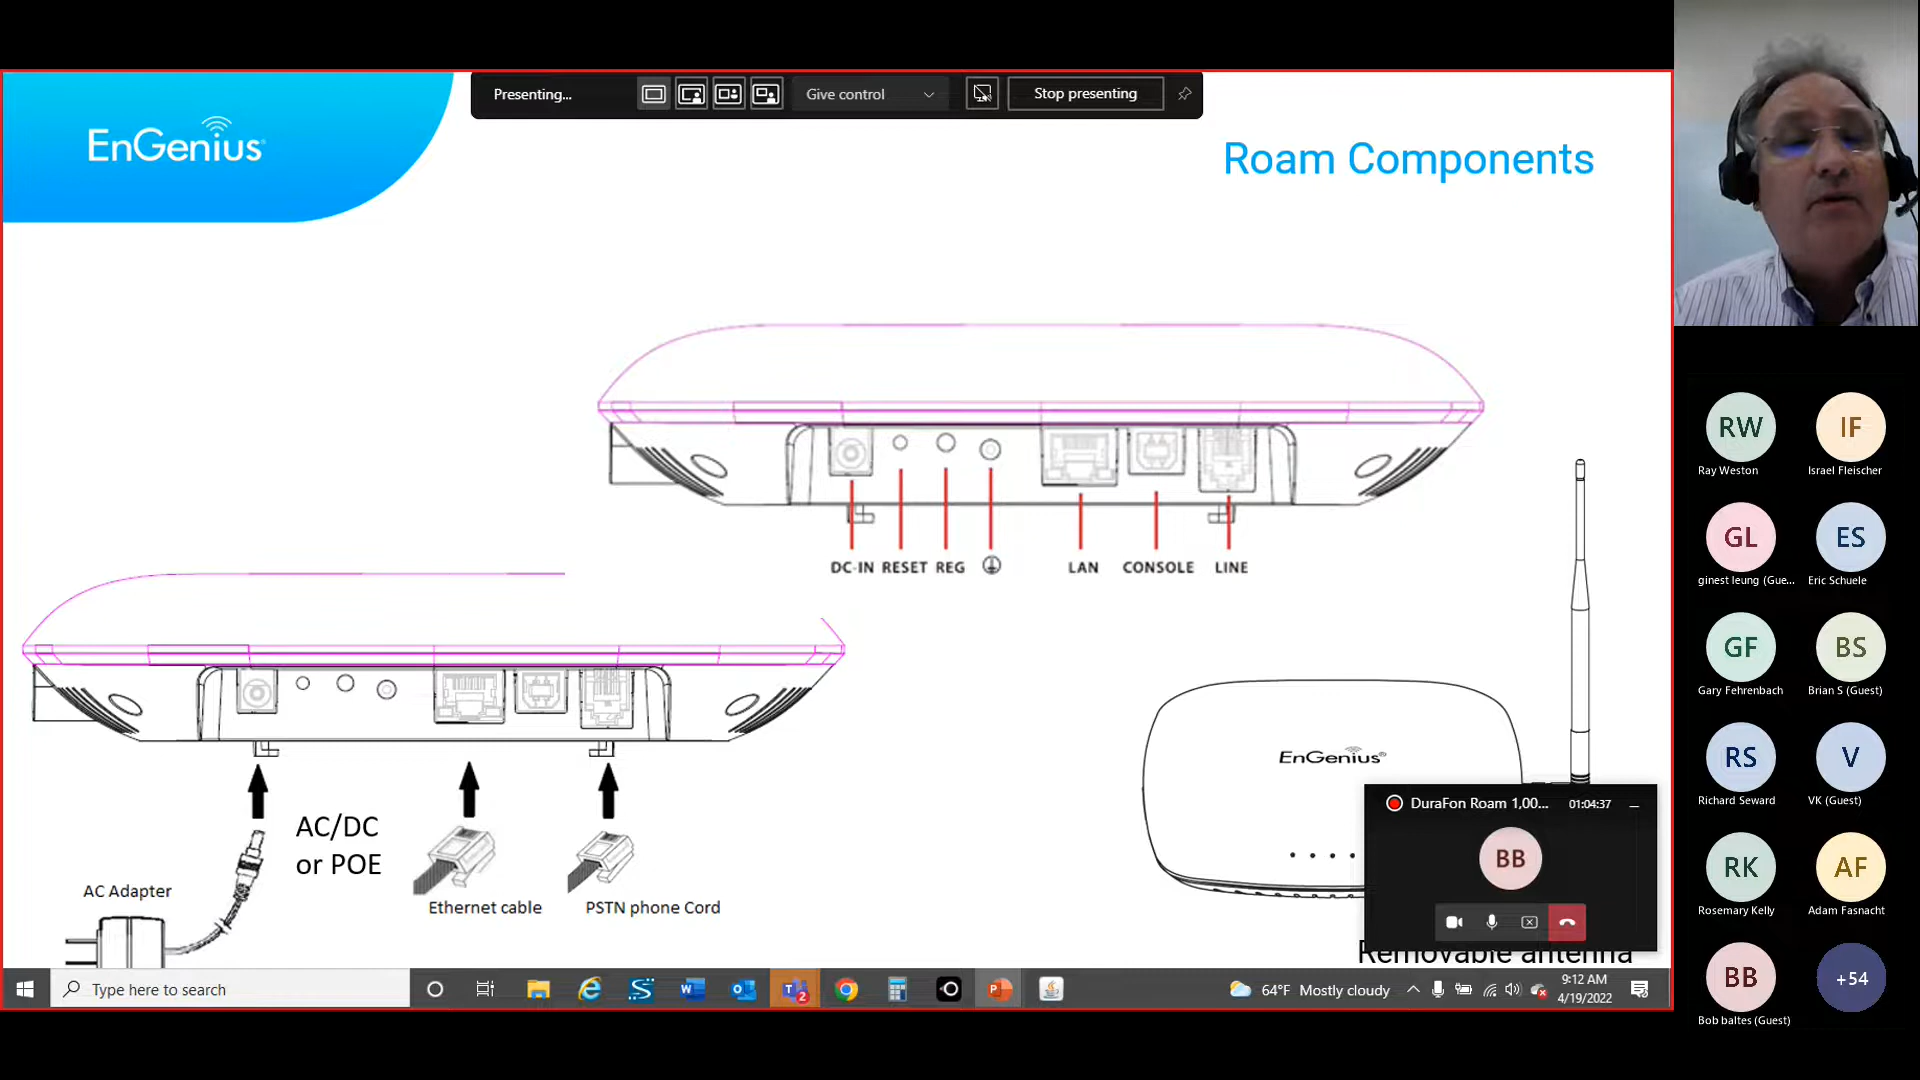 Presenting...
Give control
Stop presenting
EnGenius
Roam Components
DC-IN RESET REG LAN CONSOLE LINE
AC/DC
or POE
AC Adapter
Ethernet cable
PSTN phone Cord
EnGenius®
DuraFon Roam 1,00... 01:04:37
BB
Removable antenna
Type here to search
2
64°F Mostly cloudy
9:12 AM
4/19/2022
RW
Ray Weston
IF
Israel Fleischer
GL
ginest leung (Gue...
ES
Eric Schuele
GF
Gary Fehrenbach
BS
Brian S (Guest)
RS
Richard Seward
V
VK (Guest)
RK
Rosemary Kelly
AF
Adam Fasnacht
BB
Bob baltes (Guest)
+54